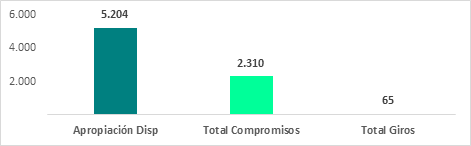 6.000
5.204
4.000
2.310
2.000
65
Apropiación Disp
Total Compromisos
Total Giros